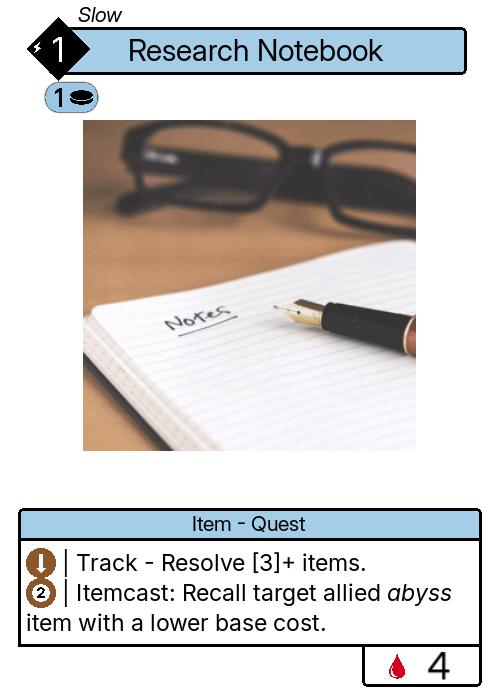 Slow
1
Research Notebook
1
Notes
Item - Quest
| Track - Resolve [3]+ items.
2 | Itemcast: Recall target allied abyss
item with a lower base cost.
4